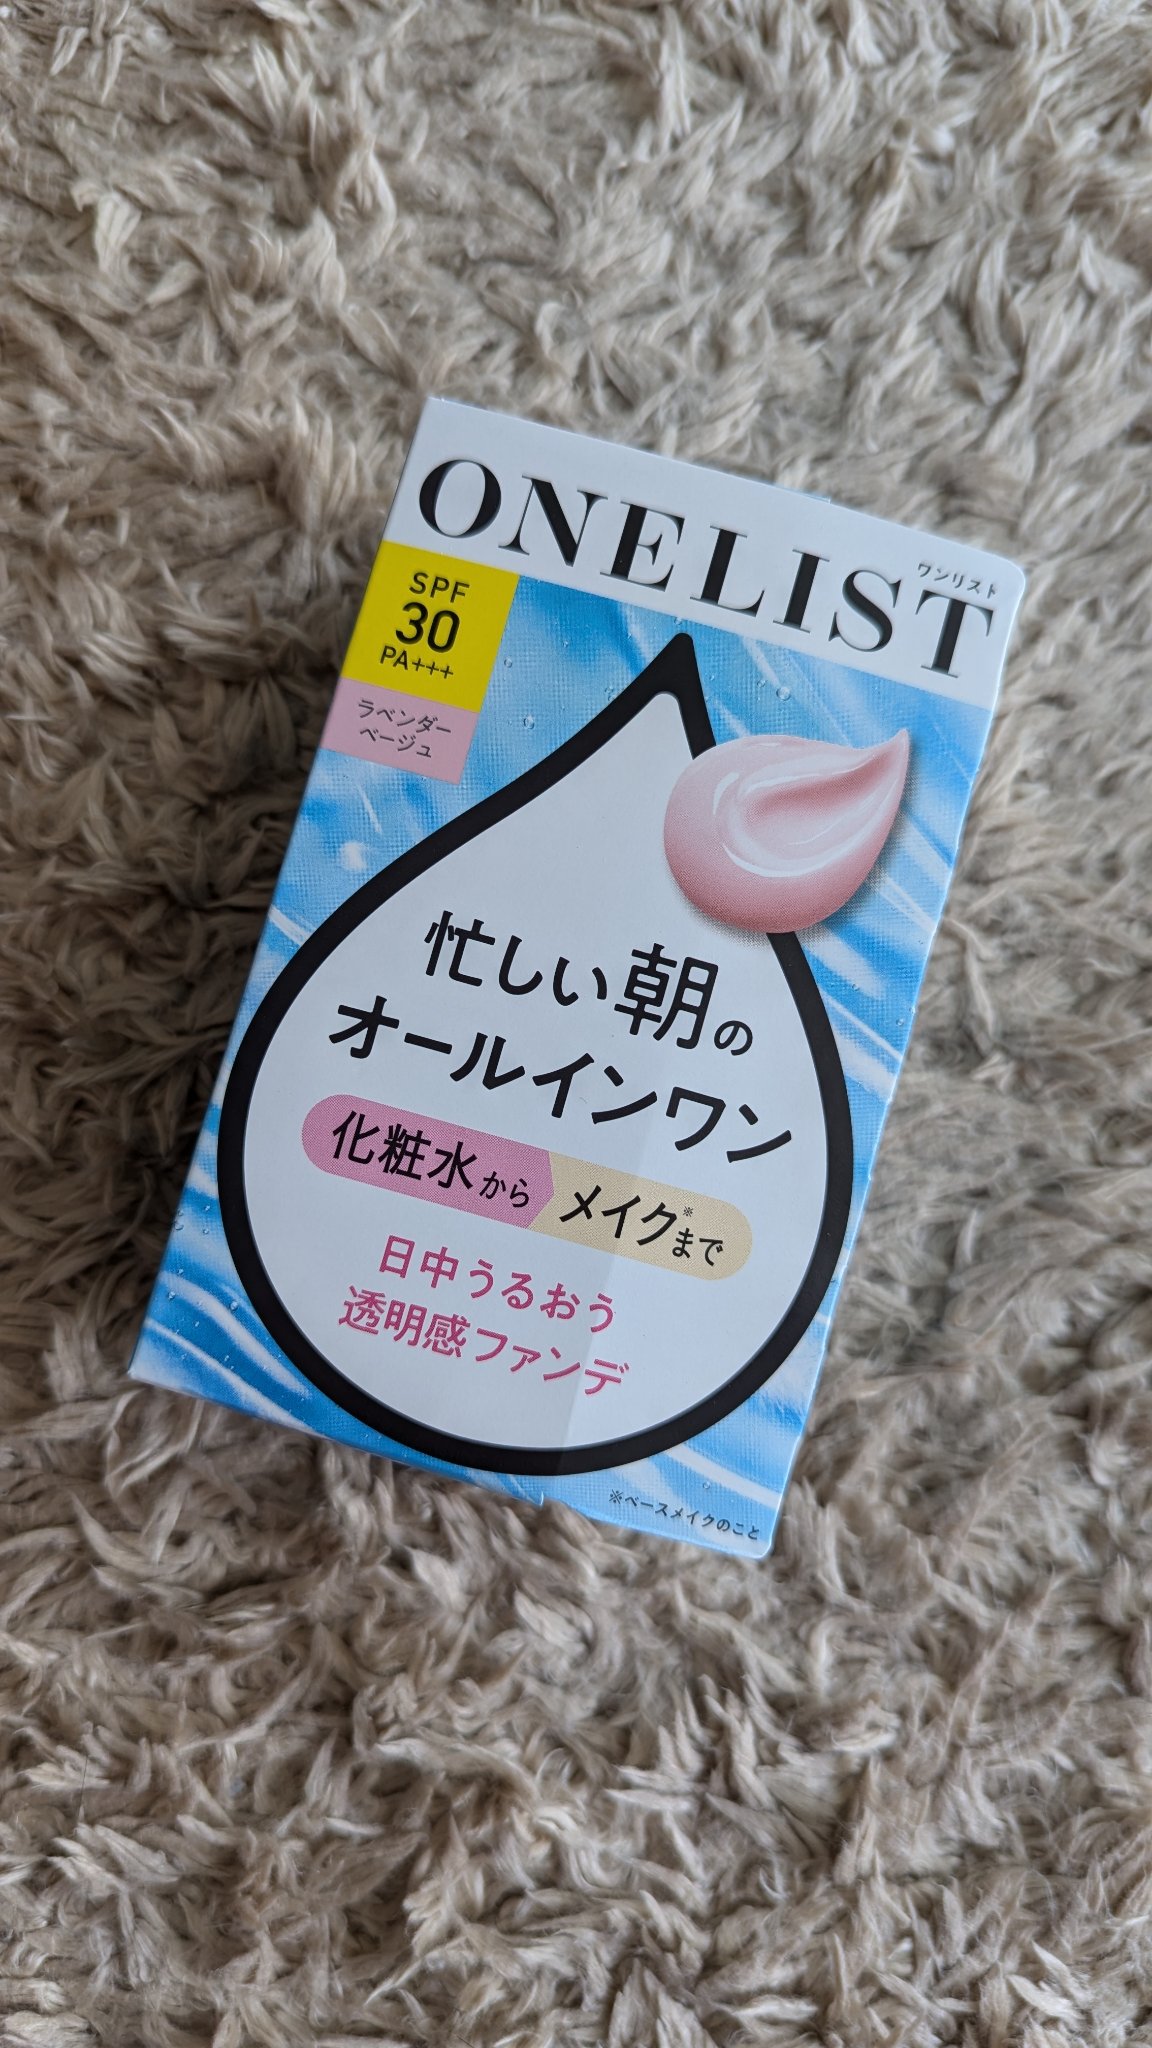 ONELIST
ワンリスト
SPF
30
PA+++
ラベンダー
ベージュ
忙しい朝の
オールインワン
化粧水から メイク※まで
日中うるおう
透明感ファンデ
※ベースメイクのこと